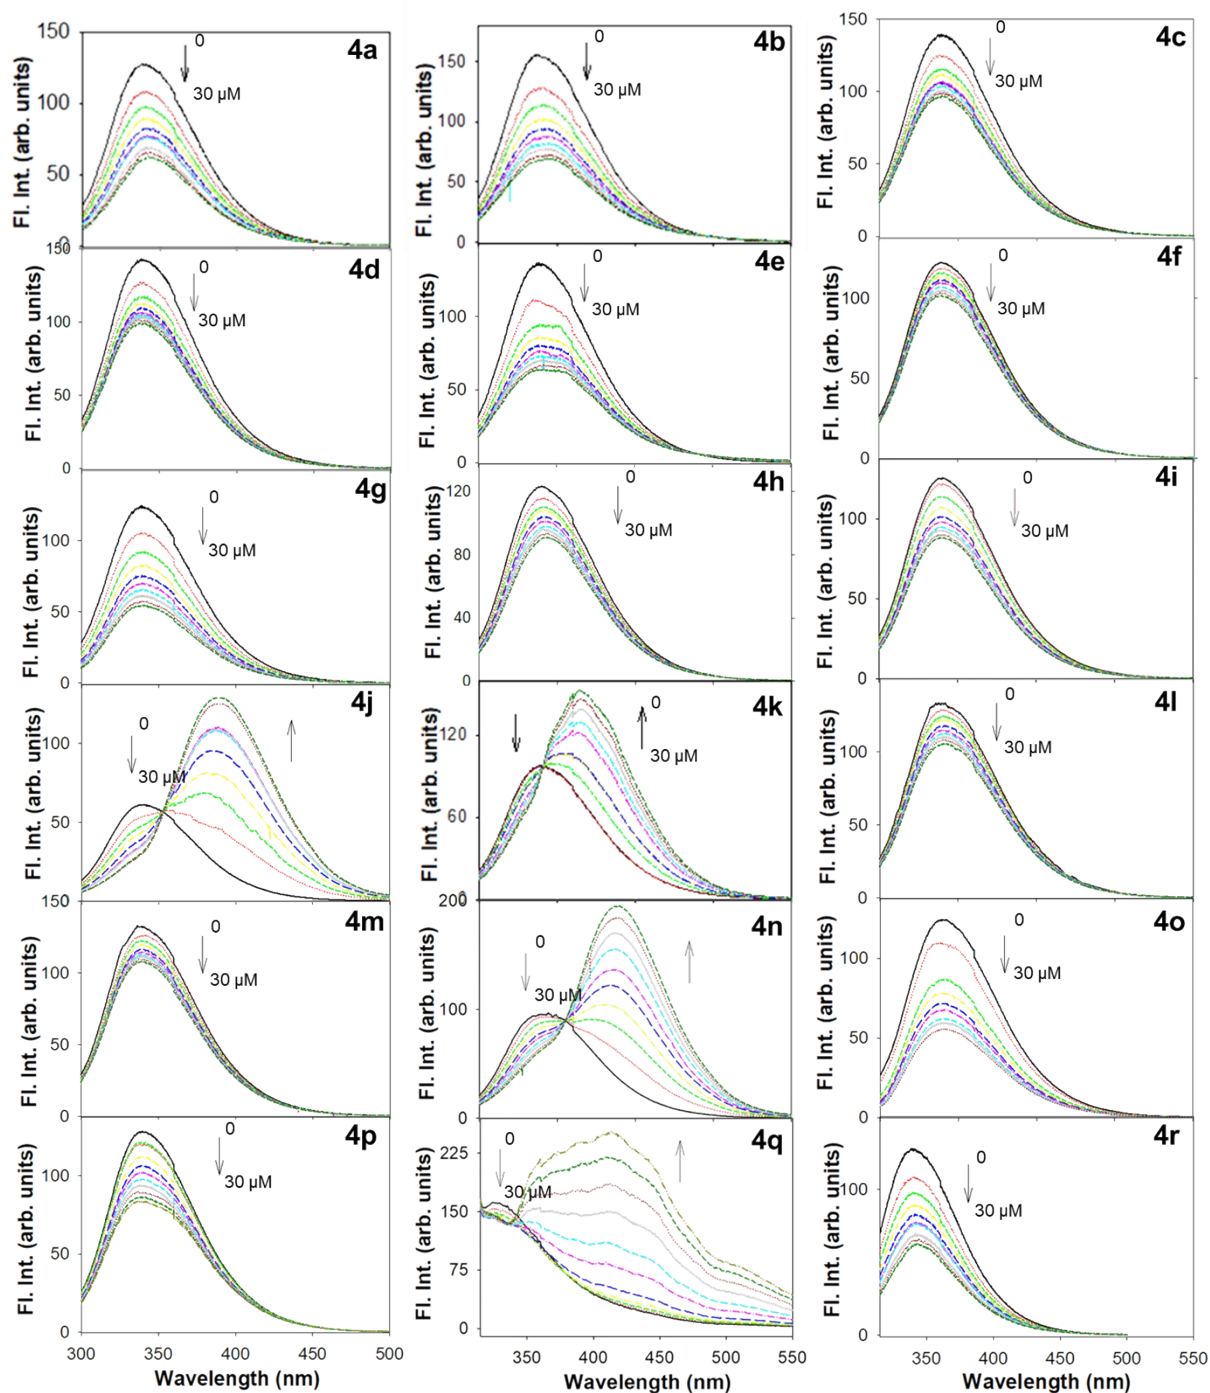 150
100
50
0
Fl. Int. (arb. units)
0
30 µM
4a
150
100
50
0
Fl. Int. (arb. units)
0
30 µM
4b
150
100
50
0
Fl. Int. (arb. units)
0
30 µM
4c
150
100
50
0
Fl. Int. (arb. units)
0
30 µM
4d
100
50
0
Fl. Int. (arb. units)
0
30 µM
4e
100
50
0
Fl. Int. (arb. units)
0
30 µM
4f
100
50
0
Fl. Int. (arb. units)
0
30 µM
4g
120
80
40
0
Fl. Int. (arb. units)
0
30 µM
4h
100
50
0
Fl. Int. (arb. units)
0
30 µM
4i
100
50
Fl. Int. (arb. units)
0
30 µM
4j
120
60
0
Fl. Int. (arb. units)
0
30 µM
4k
100
50
0
Fl. Int. (arb. units)
0
30 µM
4l
150
100
50
0
Fl. Int. (arb. units)
0
30 µM
4m
200
100
0
Fl. Int. (arb. units)
0
30 µM
4n
100
50
0
Fl. Int. (arb. units)
0
30 µM
4o
100
50
0
Fl. Int. (arb. units)
0
30 µM
4p
300 350 400 450 500
Wavelength (nm)
225
150
75
0
Fl. Int. (arb. units)
0
30 µM
4q
350 400 450 500 550
Wavelength (nm)
100
0
Fl. Int. (arb. units)
0
30 µM
4r
350 400 450 500 550
Wavelength (nm)